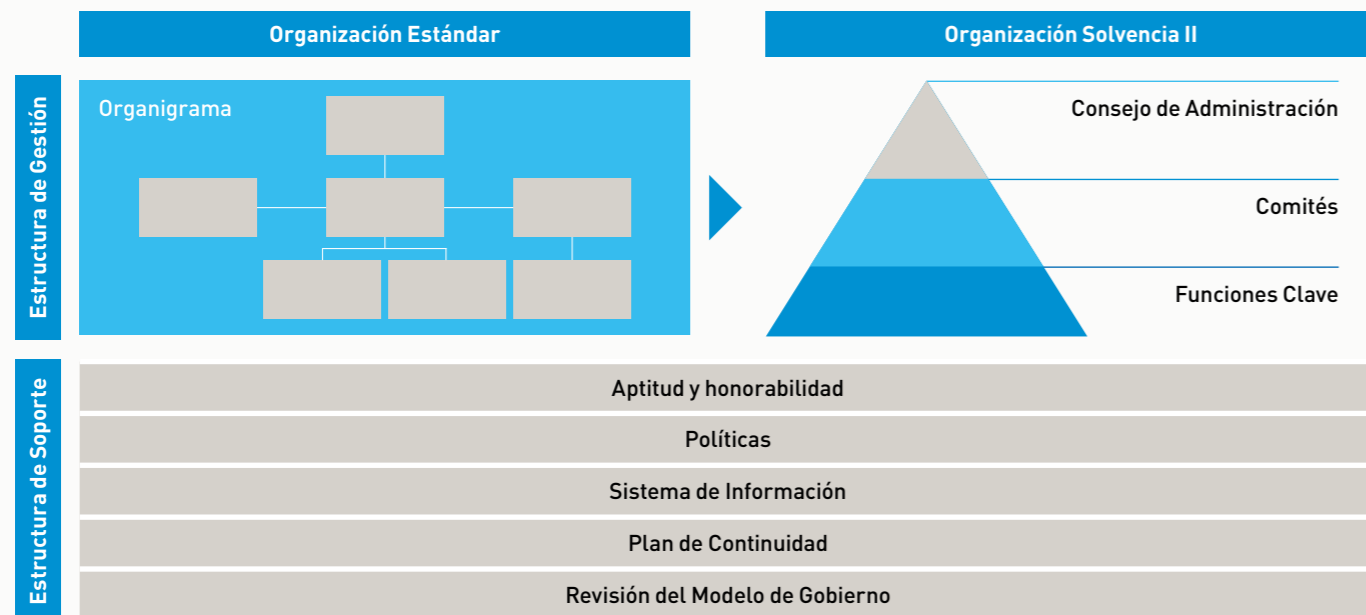 Organización Estándar
Organización Solvencia II
Estructura de Gestión
Organigrama
Consejo de Administración
Comités
Funciones Clave
Estructura de Soporte
Aptitud y honorabilidad
Políticas
Sistema de Información
Plan de Continuidad
Revisión del Modelo de Gobierno